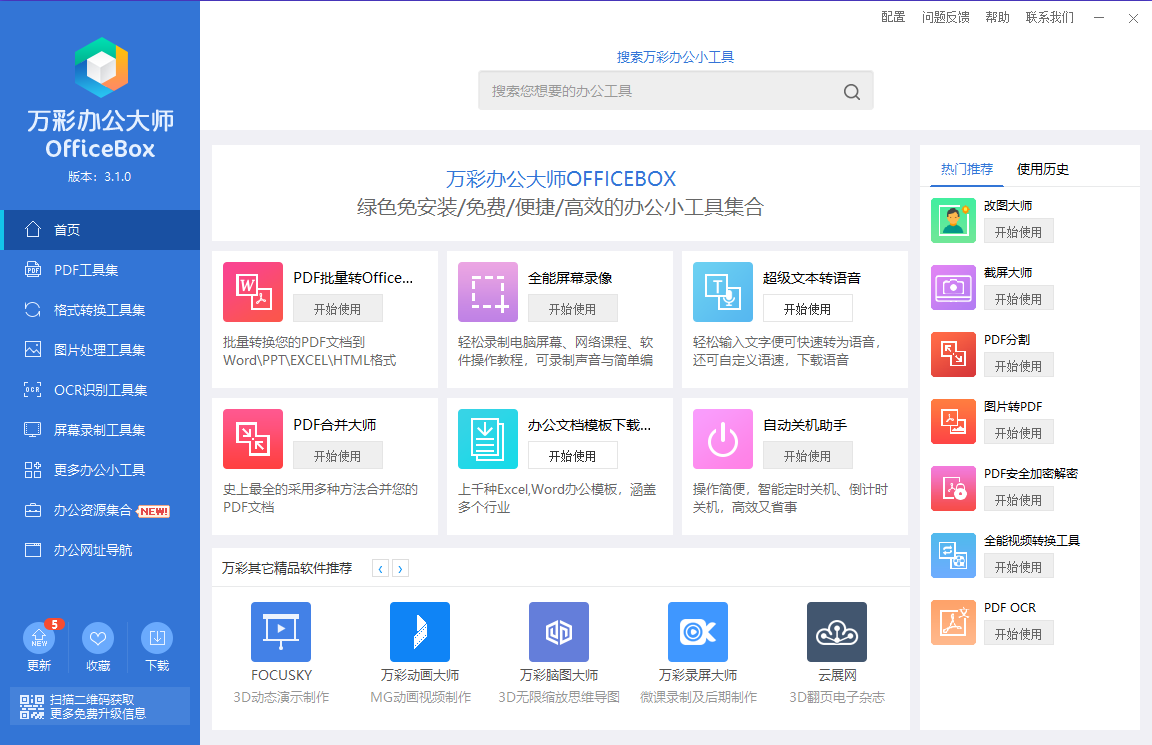 万彩办公大师
OfficeBox
版本：3.1.0
首页
PDF工具集
格式转换工具集
图片处理工具集
OCR识别工具集
屏幕录制工具集
更多办公小工具
办公资源集合 NEW!
办公网址导航
5
NEW
更新
收藏
下载
扫描二维码获取
更多免费升级信息
配置 问题反馈 帮助 联系我们
搜索万彩办公小工具
搜索您想要的办公工具
万彩办公大师OFFICEBOX
绿色免安装/免费/便捷/高效的办公小工具集合
PDF批量转Office...
开始使用
批量转换您的PDF文档到
Word\PPT\EXCEL\HTML格式
全能屏幕录像
开始使用
轻松录制电脑屏幕、网络课程、软
件操作教程，可录制声音与简单编
超级文本转语音
开始使用
轻松输入文字便可快速转为语音，
还可自定义语速，下载语音
PDF合并大师
开始使用
史上最全的采用多种方法合并您的
PDF文档
办公文档模板下载...
开始使用
上千种Excel,Word办公模板，涵盖
多个行业
自动关机助手
开始使用
操作简便，智能定时关机、倒计时
关机，高效又省事
万彩其它精品软件推荐
FOCUSKY
3D动态演示制作
万彩动画大师
MG动画视频制作
万彩脑图大师
3D无限缩放思维导图
万彩录屏大师
微课录制及后期制作
云展网
3D翻页电子杂志
热门推荐 使用历史
改图大师
开始使用
截屏大师
开始使用
PDF分割
开始使用
图片转PDF
开始使用
PDF安全加密解密
开始使用
全能视频转换工具
开始使用
PDF OCR
开始使用